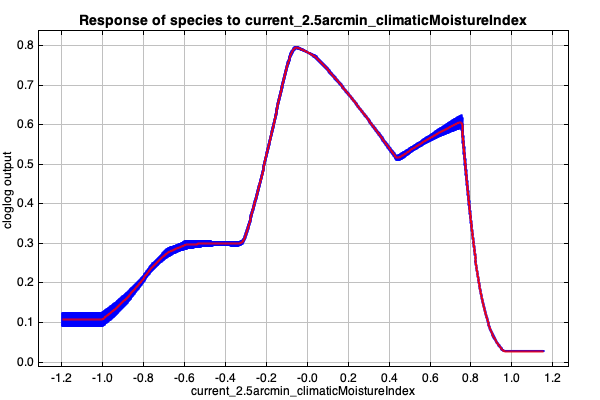 Response of species to current_2.5arcmin_climaticMoistureIndex
cloglog output
0.8
0.7
0.6
0.5
0.4
0.3
0.2
0.1
0.0
-1.2 -1.0 -0.8 -0.6 -0.4 -0.2 -0.0 0.2 0.4 0.6 0.8 1.0 1.2
current_2.5arcmin_climaticMoistureIndex